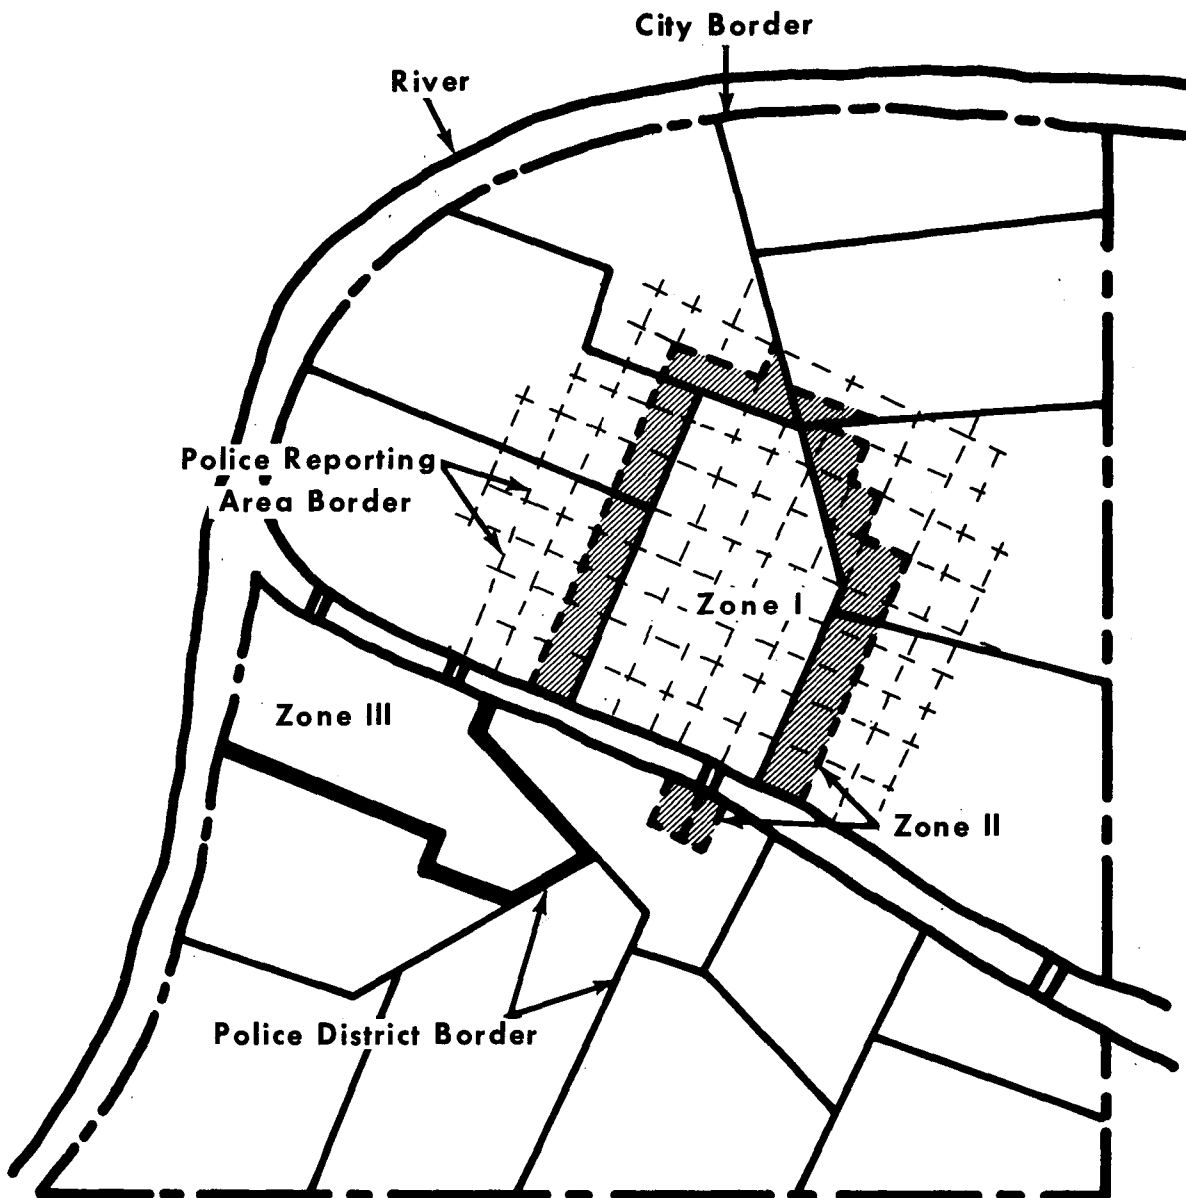 City Border
River
Police Reporting
Area Border
Zone I
Zone III
Zone II
Police District Border